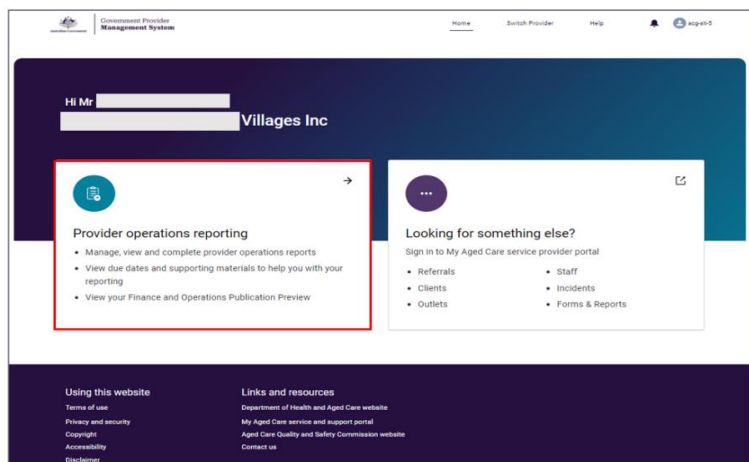 Australian Government
Government Provider
Management System
Home
Switch Provider
Help
acg-slt-5
Hi Mr
Villages Inc
Provider operations reporting
• Manage, view and complete provider operations reports
• View due dates and supporting materials to help you with your
reporting
• View your Finance and Operations Publication Preview
Looking for something else?
Sign in to My Aged Care service provider portal
• Referrals
• Clients
• Outlets
• Staff
• Incidents
• Forms & Reports
Using this website
Terms of use
Privacy and security
Copyright
Accessibility
Disclaimer
Links and resources
Department of Health and Aged Care website
My Aged Care service and support portal
Aged Care Quality and Safety Commission website
Contact us